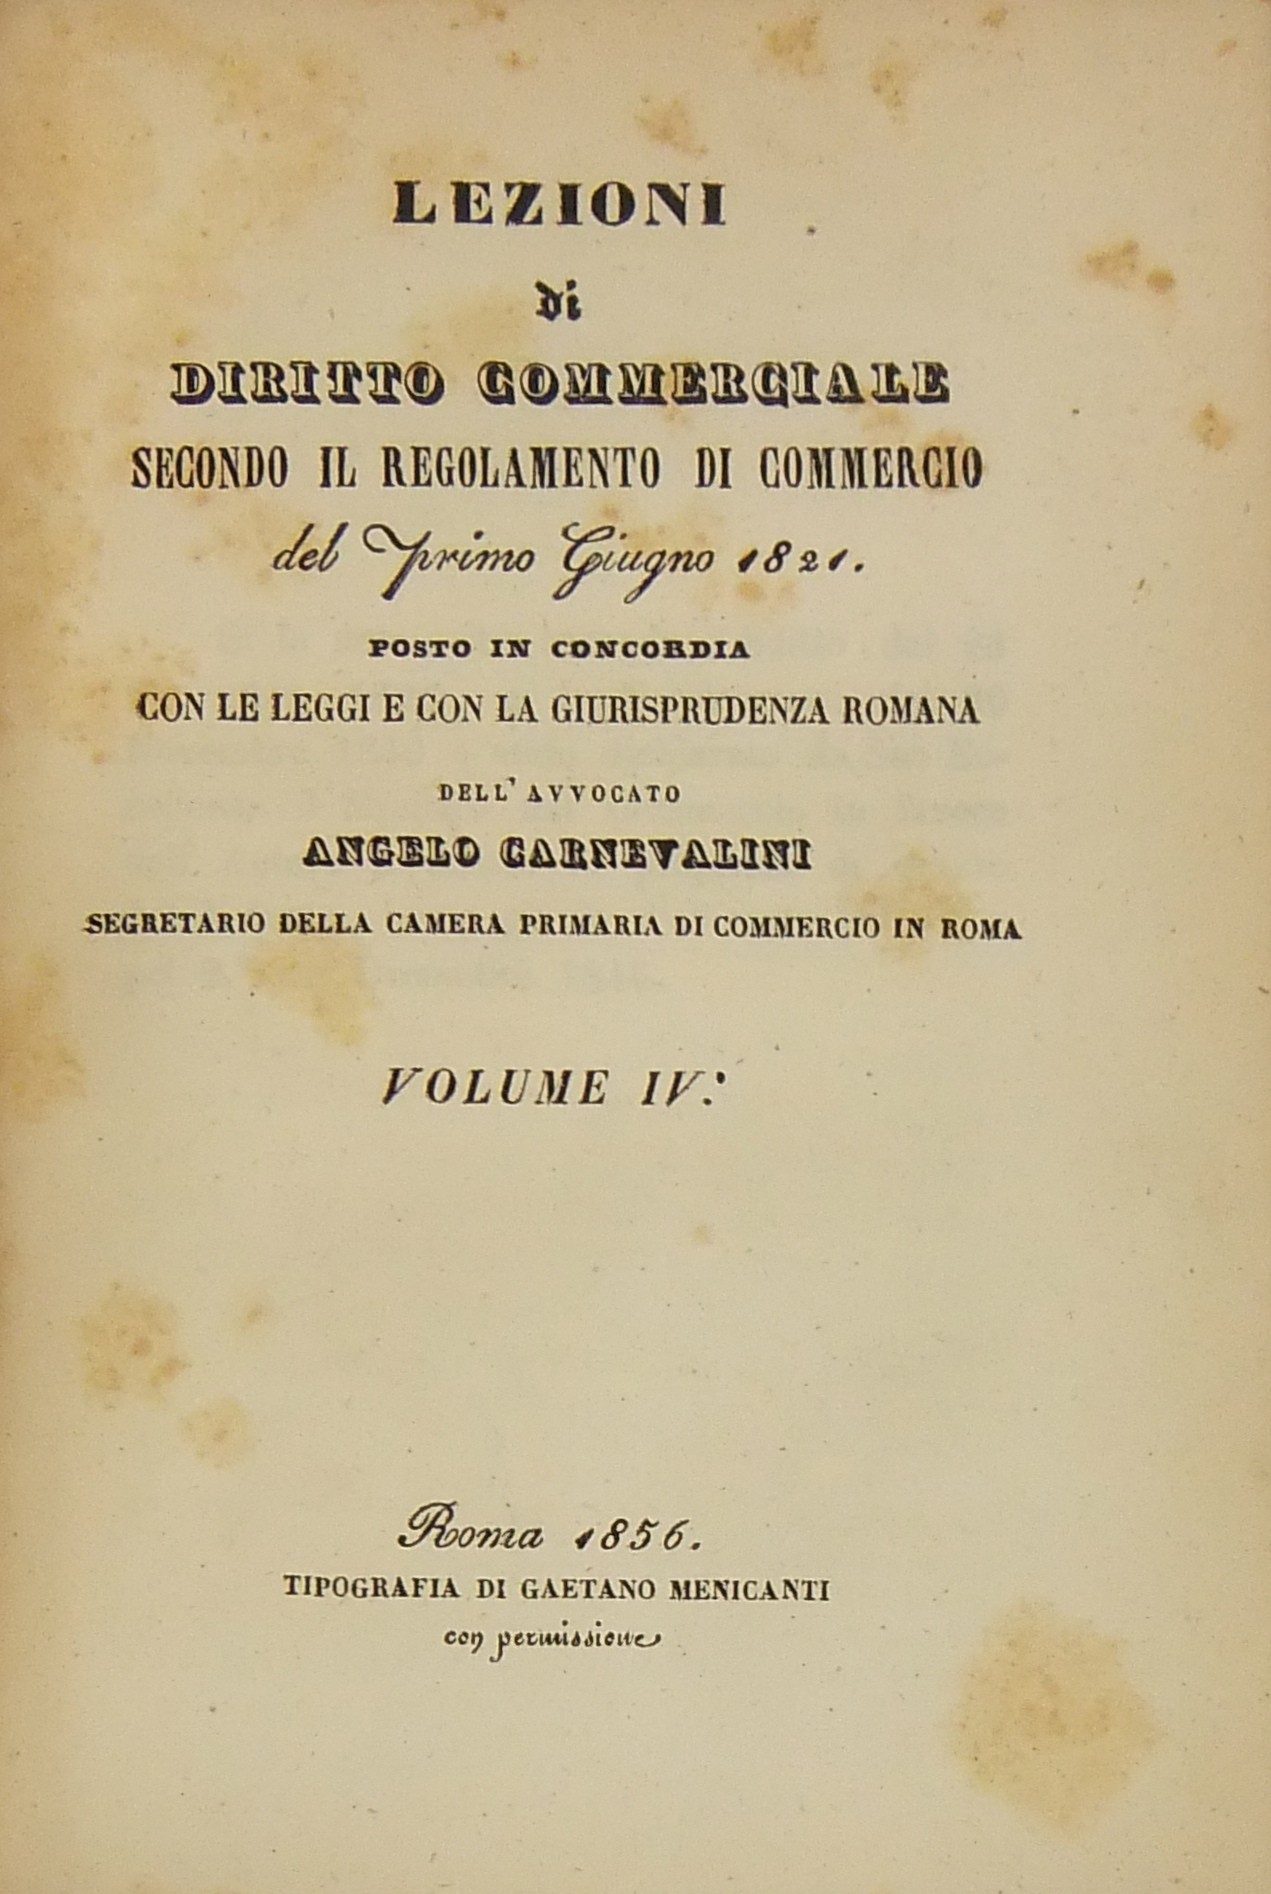 LEZIONI
di
DIRITTO COMMERCIALE
SECONDO IL REGOLAMENTO DI COMMERCIO
del Primo Giugno 1821.
POSTO IN CONCORDIA
CON LE LEGGI E CON LA GIURISPRUDENZA ROMANA
DELL' AVVOCATO
ANGELO CARNEVALINI
SEGRETARIO DELLA CAMERA PRIMARIA DI COMMERCIO IN ROMA
VOLUME IV.
Roma 1856.
TIPOGRAFIA DI GAETANO MENICANTI
con permissione